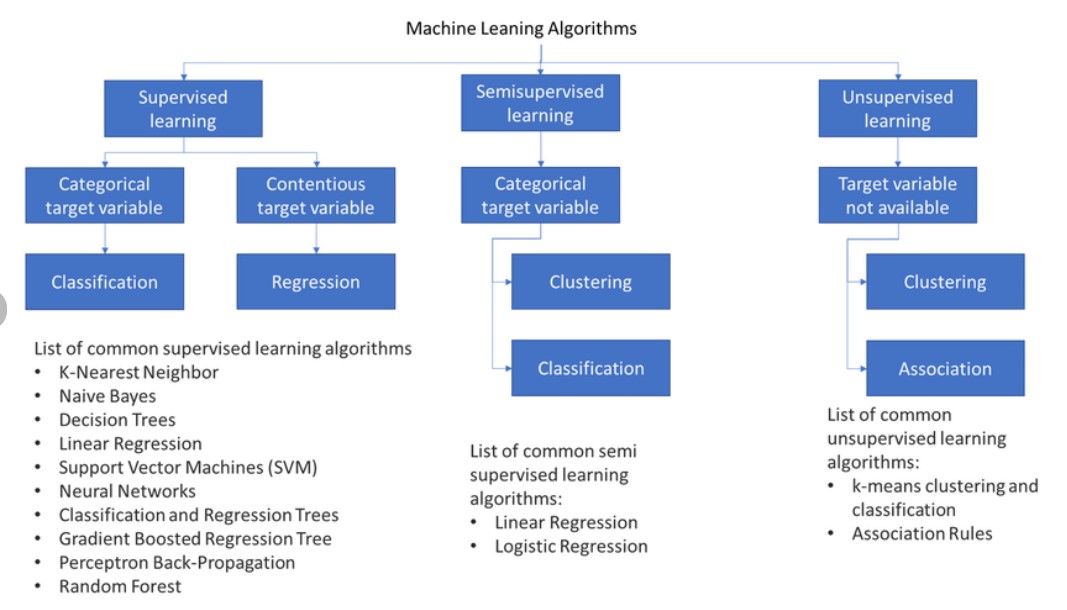 Machine Leaning Algorithms
Supervised
learning
Semisupervised
learning
Unsupervised
learning
Categorical
target variable
Contentious
target variable
Categorical
target variable
Target variable
not available
Classification
Regression
Clustering
Classification
Clustering
Association
List of common supervised learning algorithms
• K-Nearest Neighbor
• Naive Bayes
• Decision Trees
• Linear Regression
• Support Vector Machines (SVM)
• Neural Networks
• Classification and Regression Trees
• Gradient Boosted Regression Tree
• Perceptron Back-Propagation
• Random Forest
List of common semi
supervised learning
algorithms:
• Linear Regression
• Logistic Regression
List of common
unsupervised learning
algorithms:
• k-means clustering and
classification
• Association Rules